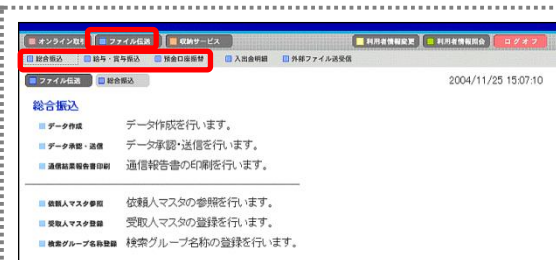 オンライン取引 ファイル伝送 収納サービス 利用者情報変更 利用者情報照会 ログオフ
総合振込 給与・賞与振込 預金口座振替 入出金明細 外部ファイル送受信
ファイル伝送 総合振込 2004/11/25 15:07:10
総合振込
データ作成 データ作成を行います。
データ承認・送信 データ承認・送信を行います。
通信結果報告書印刷 通信報告書の印刷を行います。
依頼人マスタ参照 依頼人マスタの参照を行います。
受取人マスタ登録 受取人マスタの登録を行います。
検索グループ名称登録 検索グループ名称の登録を行います。